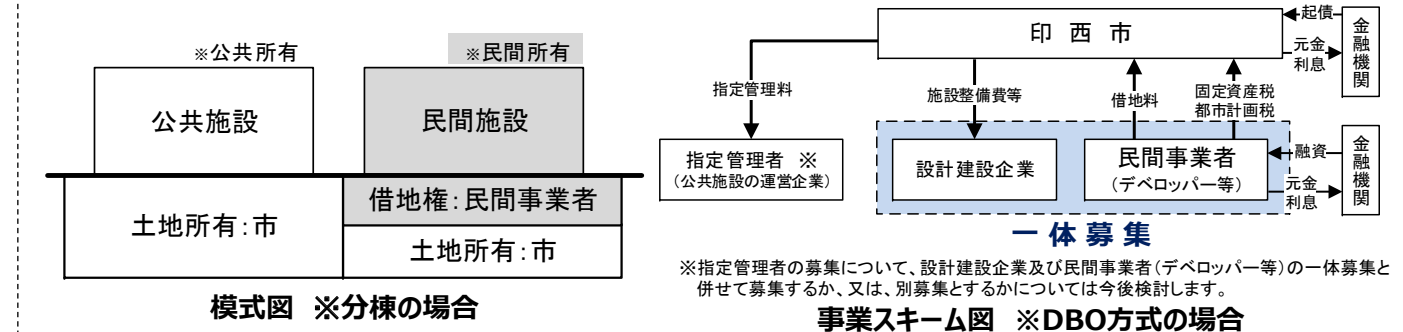 ※公共所有
※民間所有
公共施設
民間施設
借地権：民間事業者
土地所有：市
土地所有：市
模式図 ※分棟の場合
印 西 市
起債
元金
利息
金融機関
指定管理料
施設整備費等
借地料
固定資産税
都市計画税
指定管理者 ※
（公共施設の運営企業）
設計建設企業
民間事業者
（デベロッパー等）
融資
元金
利息
金融機関
一 体 募 集
※指定管理者の募集について、設計建設企業及び民間事業者（デベロッパー等）の一体募集と
併せて募集するか、又は、別募集とするかについては今後検討します。
事業スキーム図 ※DBO方式の場合